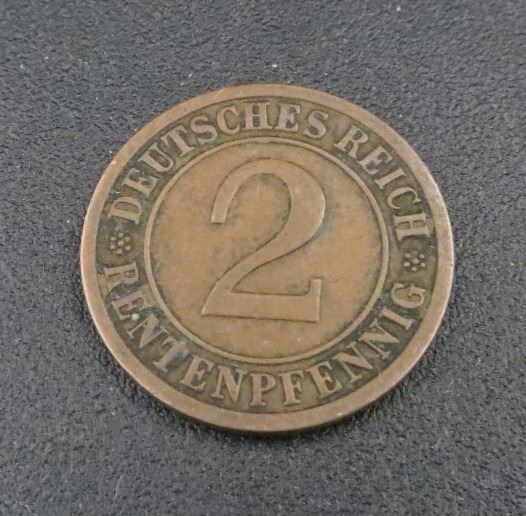 DEUTSCHES REICH
2
RENTENPFENNIG